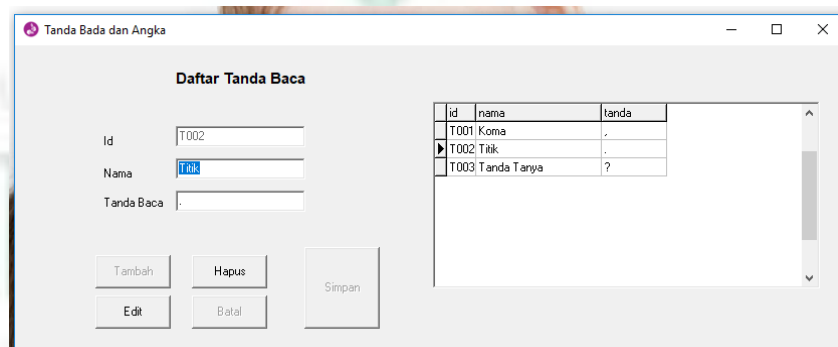 Tanda Bada dan Angka
Daftar Tanda Baca
Id T002
Nama Titik
Tanda Baca .
Tambah Hapus
Edit Batal
Simpan
id nama tanda
T001 Koma ,
T002 Titik .
T003 Tanda Tanya ?